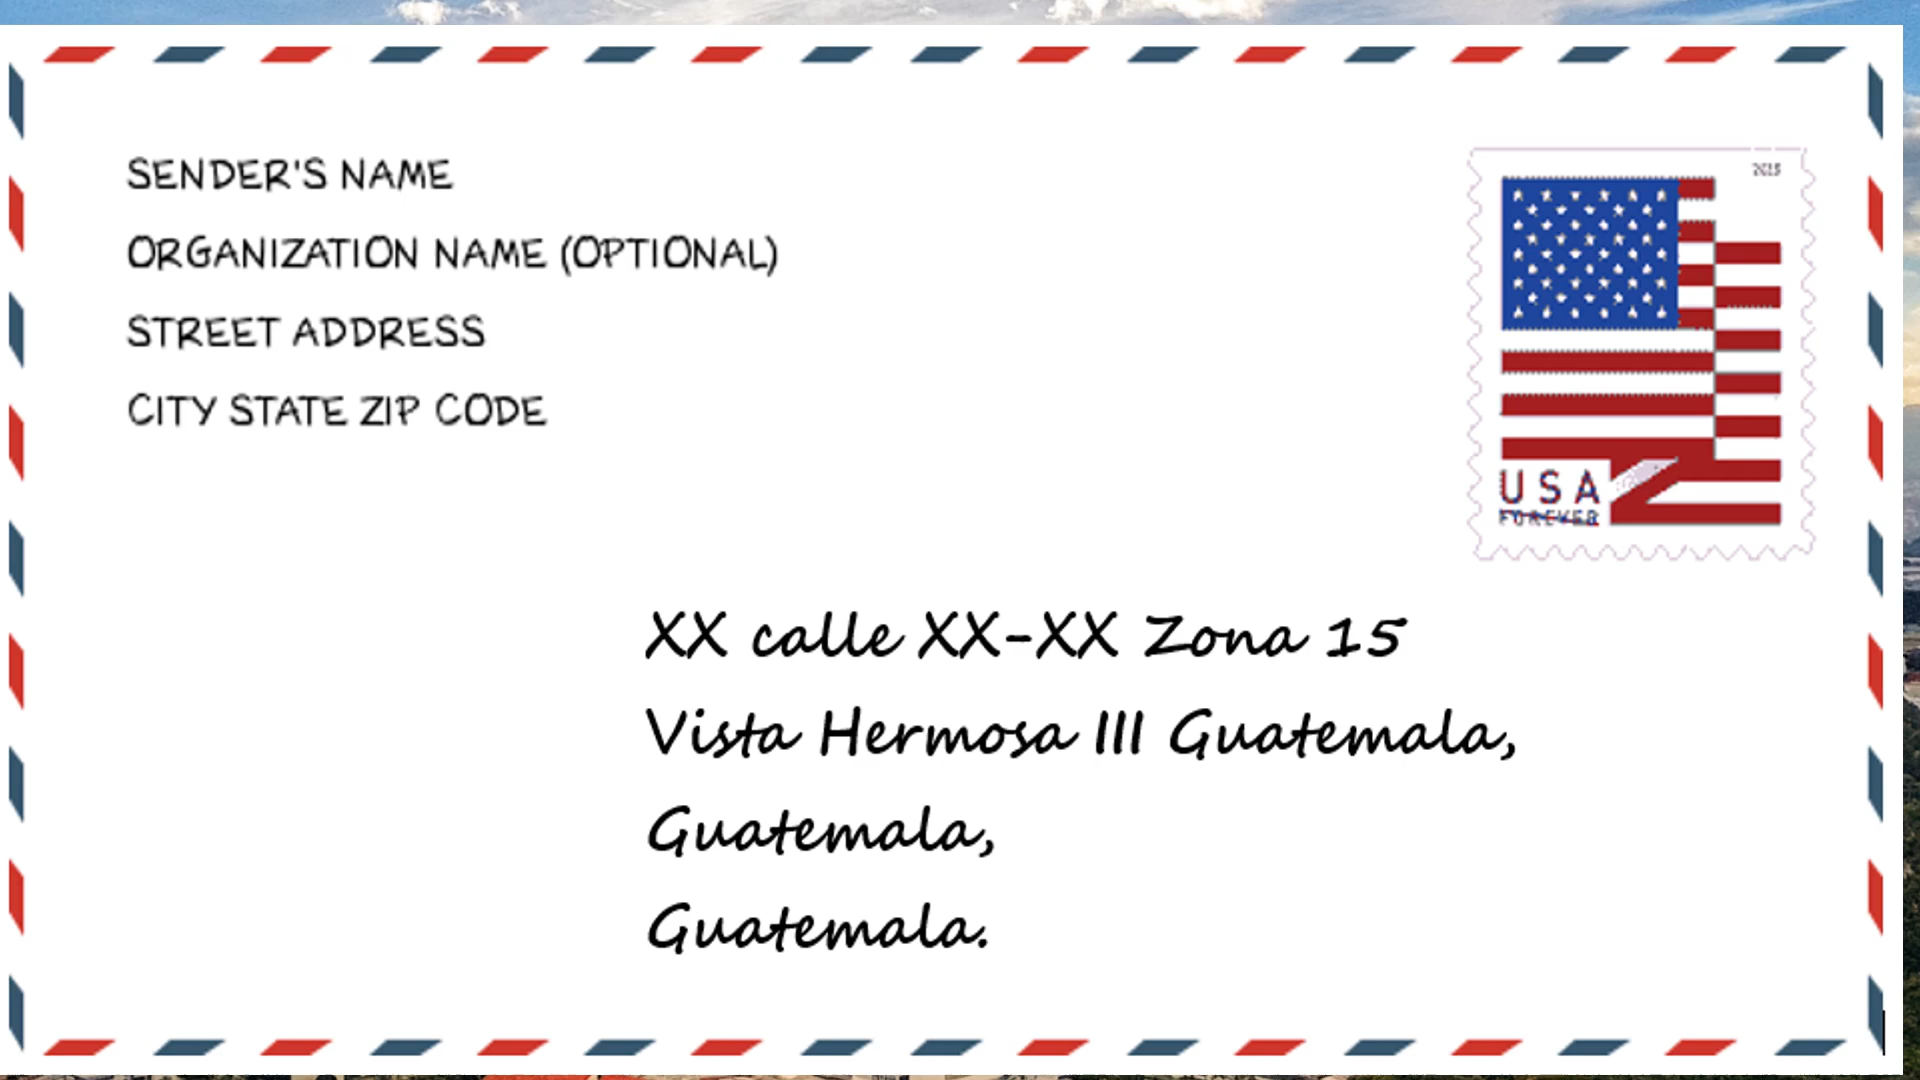 SENDER'S NAME
ORGANIZATION NAME (OPTIONAL)
STREET ADDRESS
CITY STATE ZIP CODE
2015
USA
FOREVER
XX calle XX-XX Zona 15
Vista Hermosa III Guatemala,
Guatemala,
Guatemala.